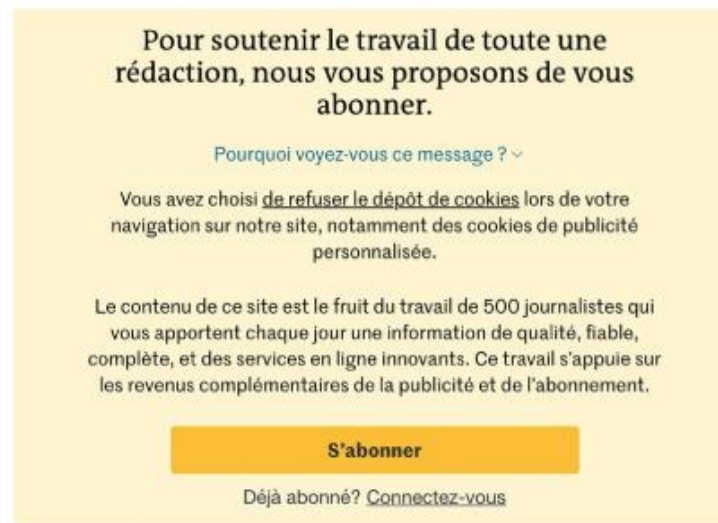 Pour soutenir le travail de toute une
rédaction, nous vous proposons de vous
abonner.
Pourquoi voyez-vous ce message ?
Vous avez choisi de refuser le dépôt de cookies lors de votre
navigation sur notre site, notamment des cookies de publicité
personnalisée.
Le contenu de ce site est le fruit du travail de 500 journalistes qui
vous apportent chaque jour une information de qualité, fiable,
complète, et des services en ligne innovants. Ce travail s'appuie sur
les revenus complémentaires de la publicité et de l'abonnement.
S'abonner
Déjà abonné? Connectez-vous